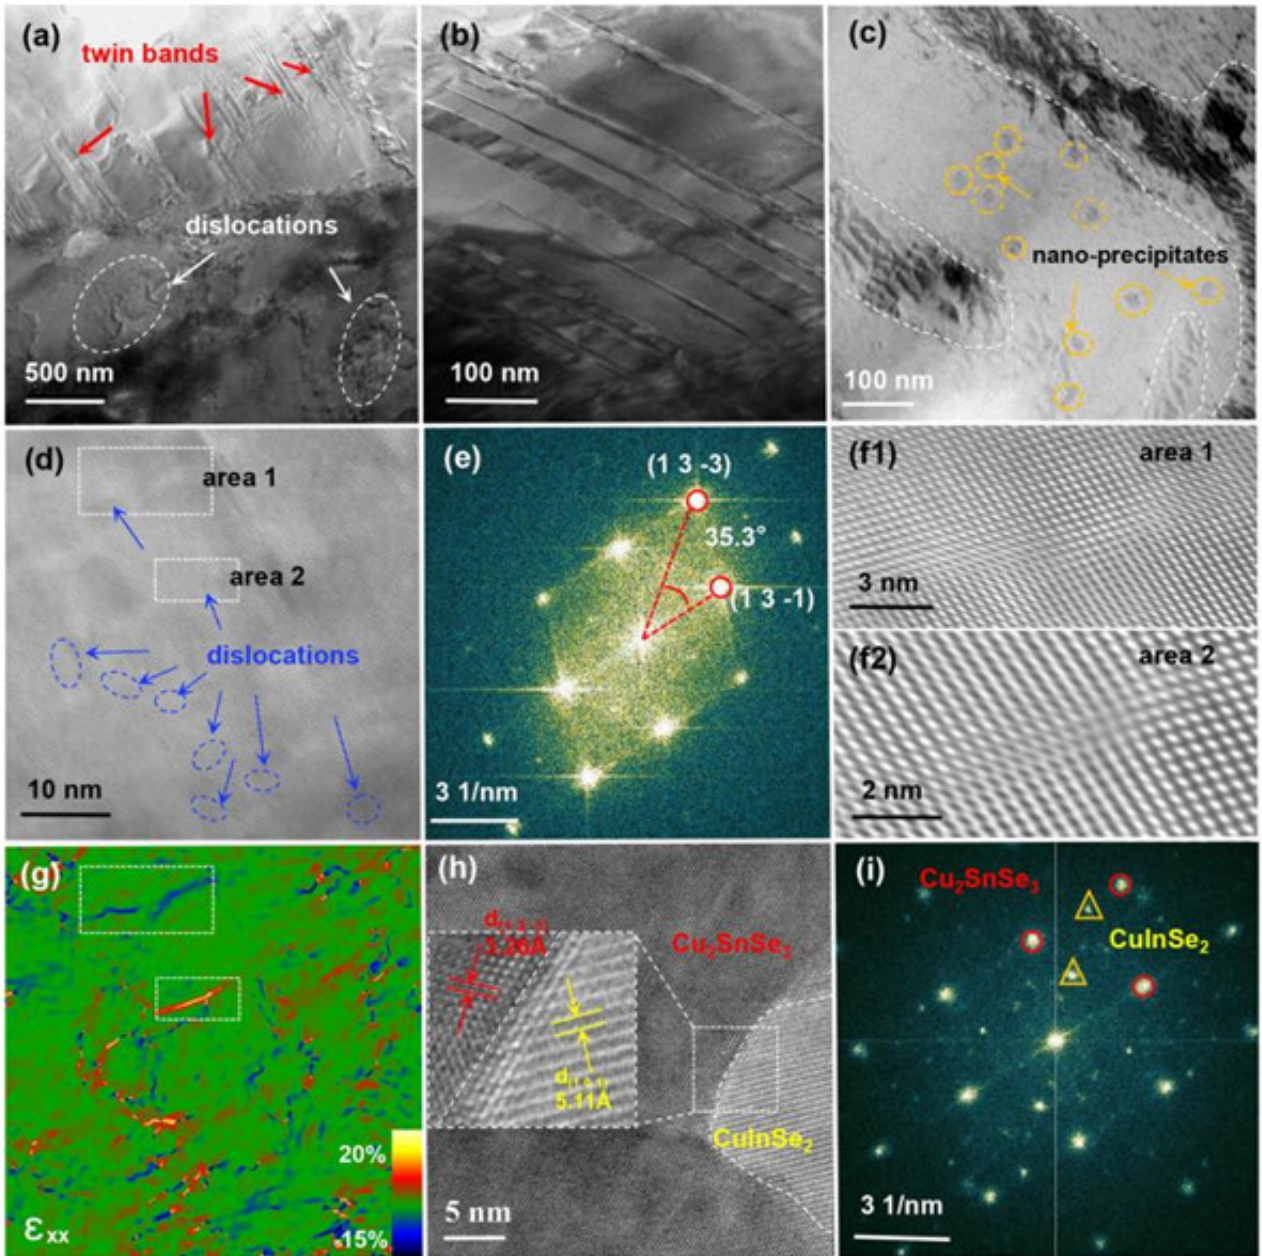 (a)
twin bands
dislocations
500 nm
(b)
100 nm
(c)
nano-precipitates
100 nm
(d)
area 1
area 2
dislocations
10 nm
(e)
(1 3 -3)
35.3°
(1 3 -1)
3 1/nm
(f1)
area 1
3 nm
(f2)
area 2
2 nm
(g)
20%
-15%
εxx
(h)
Cu₂SnSe₃
5.11Å
CuInSe₂
5 nm
(i)
Cu₂SnSe₃
CuInSe₂
3 1/nm